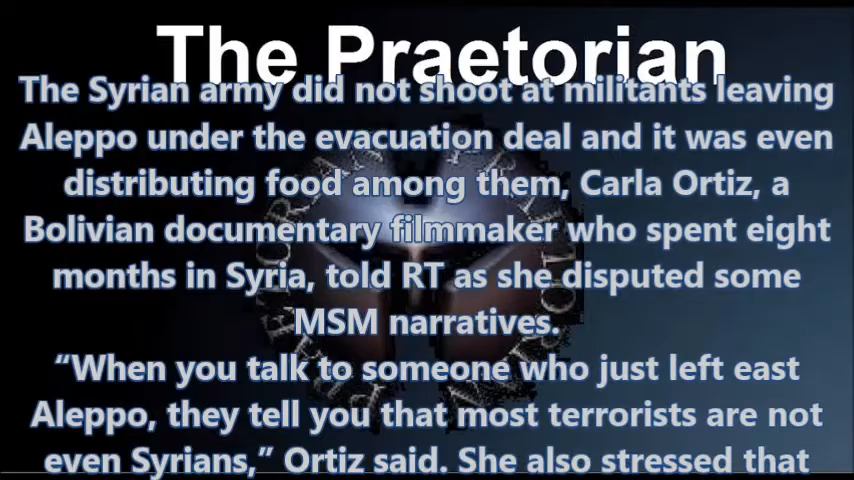 The Praetorian
The Syrian army did not shoot at militants leaving
Aleppo under the evacuation deal and it was even
distributing food among them, Carla Ortiz, a
Bolivian documentary filmmaker who spent eight
months in Syria, told RT as she disputed some
MSM narratives.
“When you talk to someone who just left east
Aleppo, they tell you that most terrorists are not
even Syrians,” Ortiz said. She also stressed that